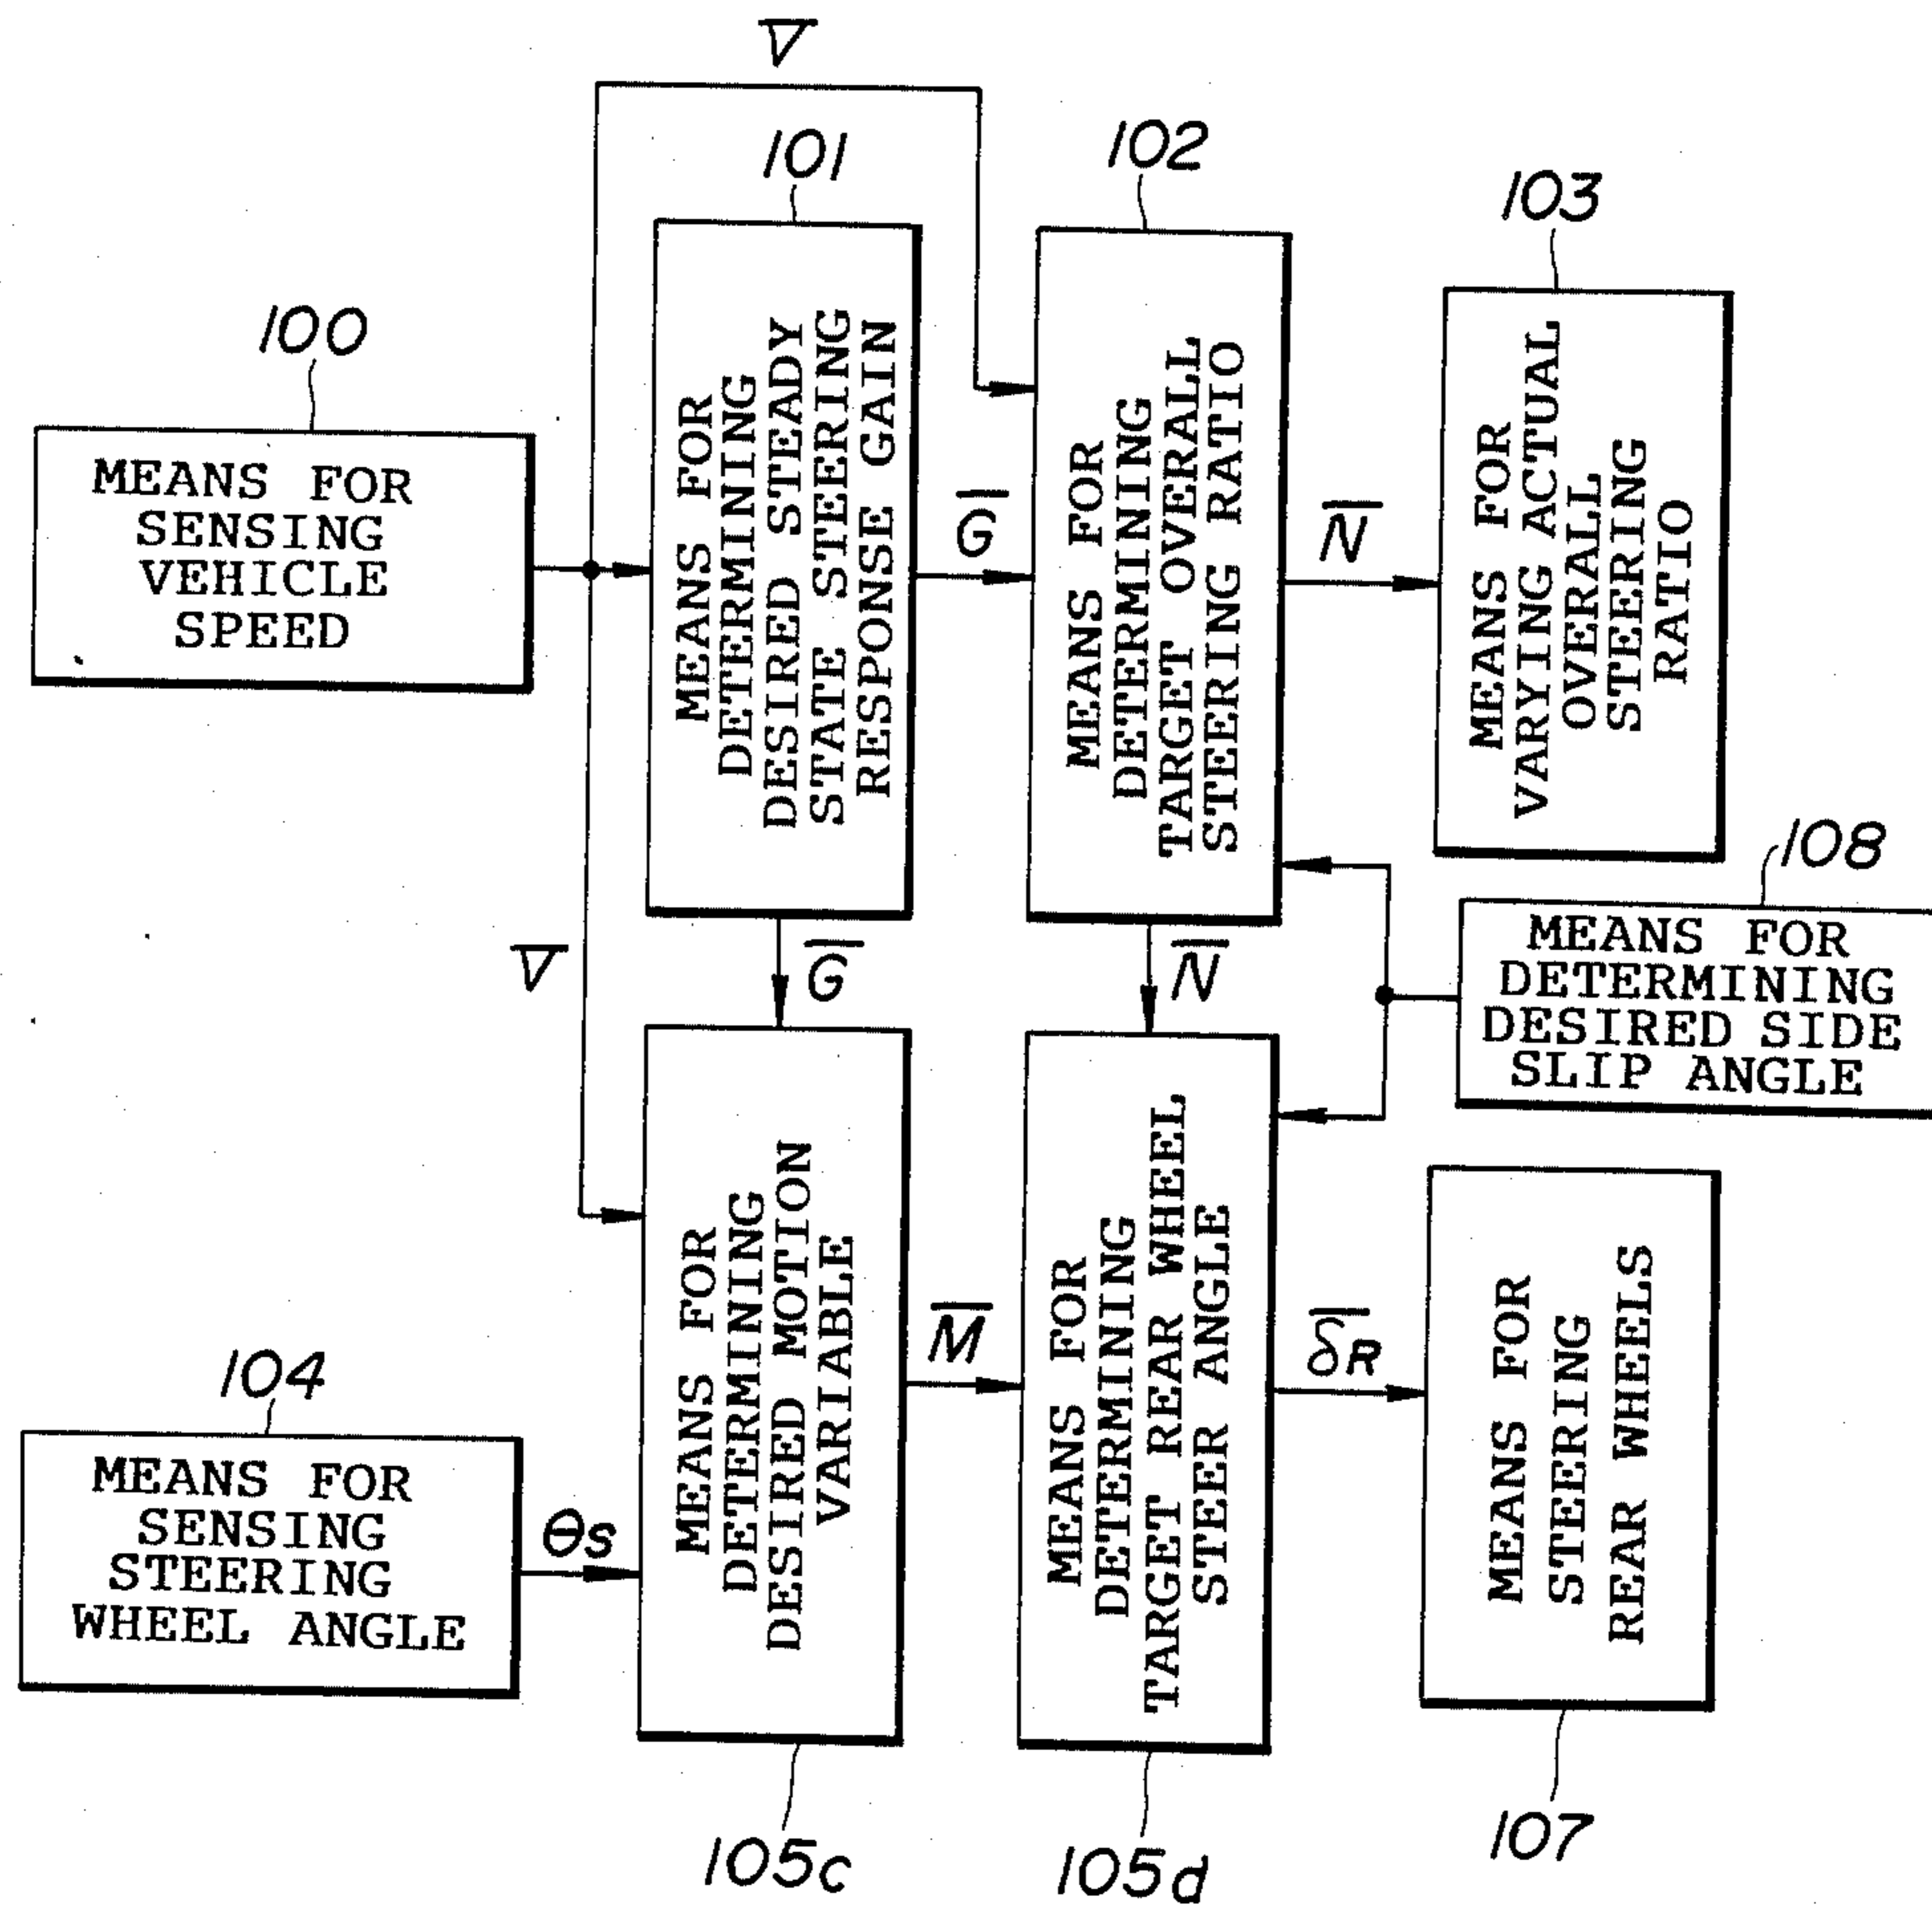 V̅
101
102
103
100
MEANS FOR
SENSING
VEHICLE
SPEED
MEANS FOR
DETERMINING
DESIRED STEADY
STATE STEERING
RESPONSE GAIN
G̅
MEANS FOR
DETERMINING
TARGET OVERALL
STEERING RATIO
N̅
MEANS FOR
VARYING ACTUAL
OVERALL
STEERING
RATIO
108
MEANS FOR
DETERMINING
DESIRED SIDE
SLIP ANGLE
V̅
G̅
N̅
104
MEANS FOR
SENSING
STEERING
WHEEL ANGLE
θs
MEANS FOR
DETERMINING
DESIRED MOTION
VARIABLE
M̅
MEANS FOR
DETERMINING
TARGET REAR WHEEL
STEER ANGLE
δ̅R̅
MEANS FOR
STEERING
REAR WHEELS
105c
105d
107